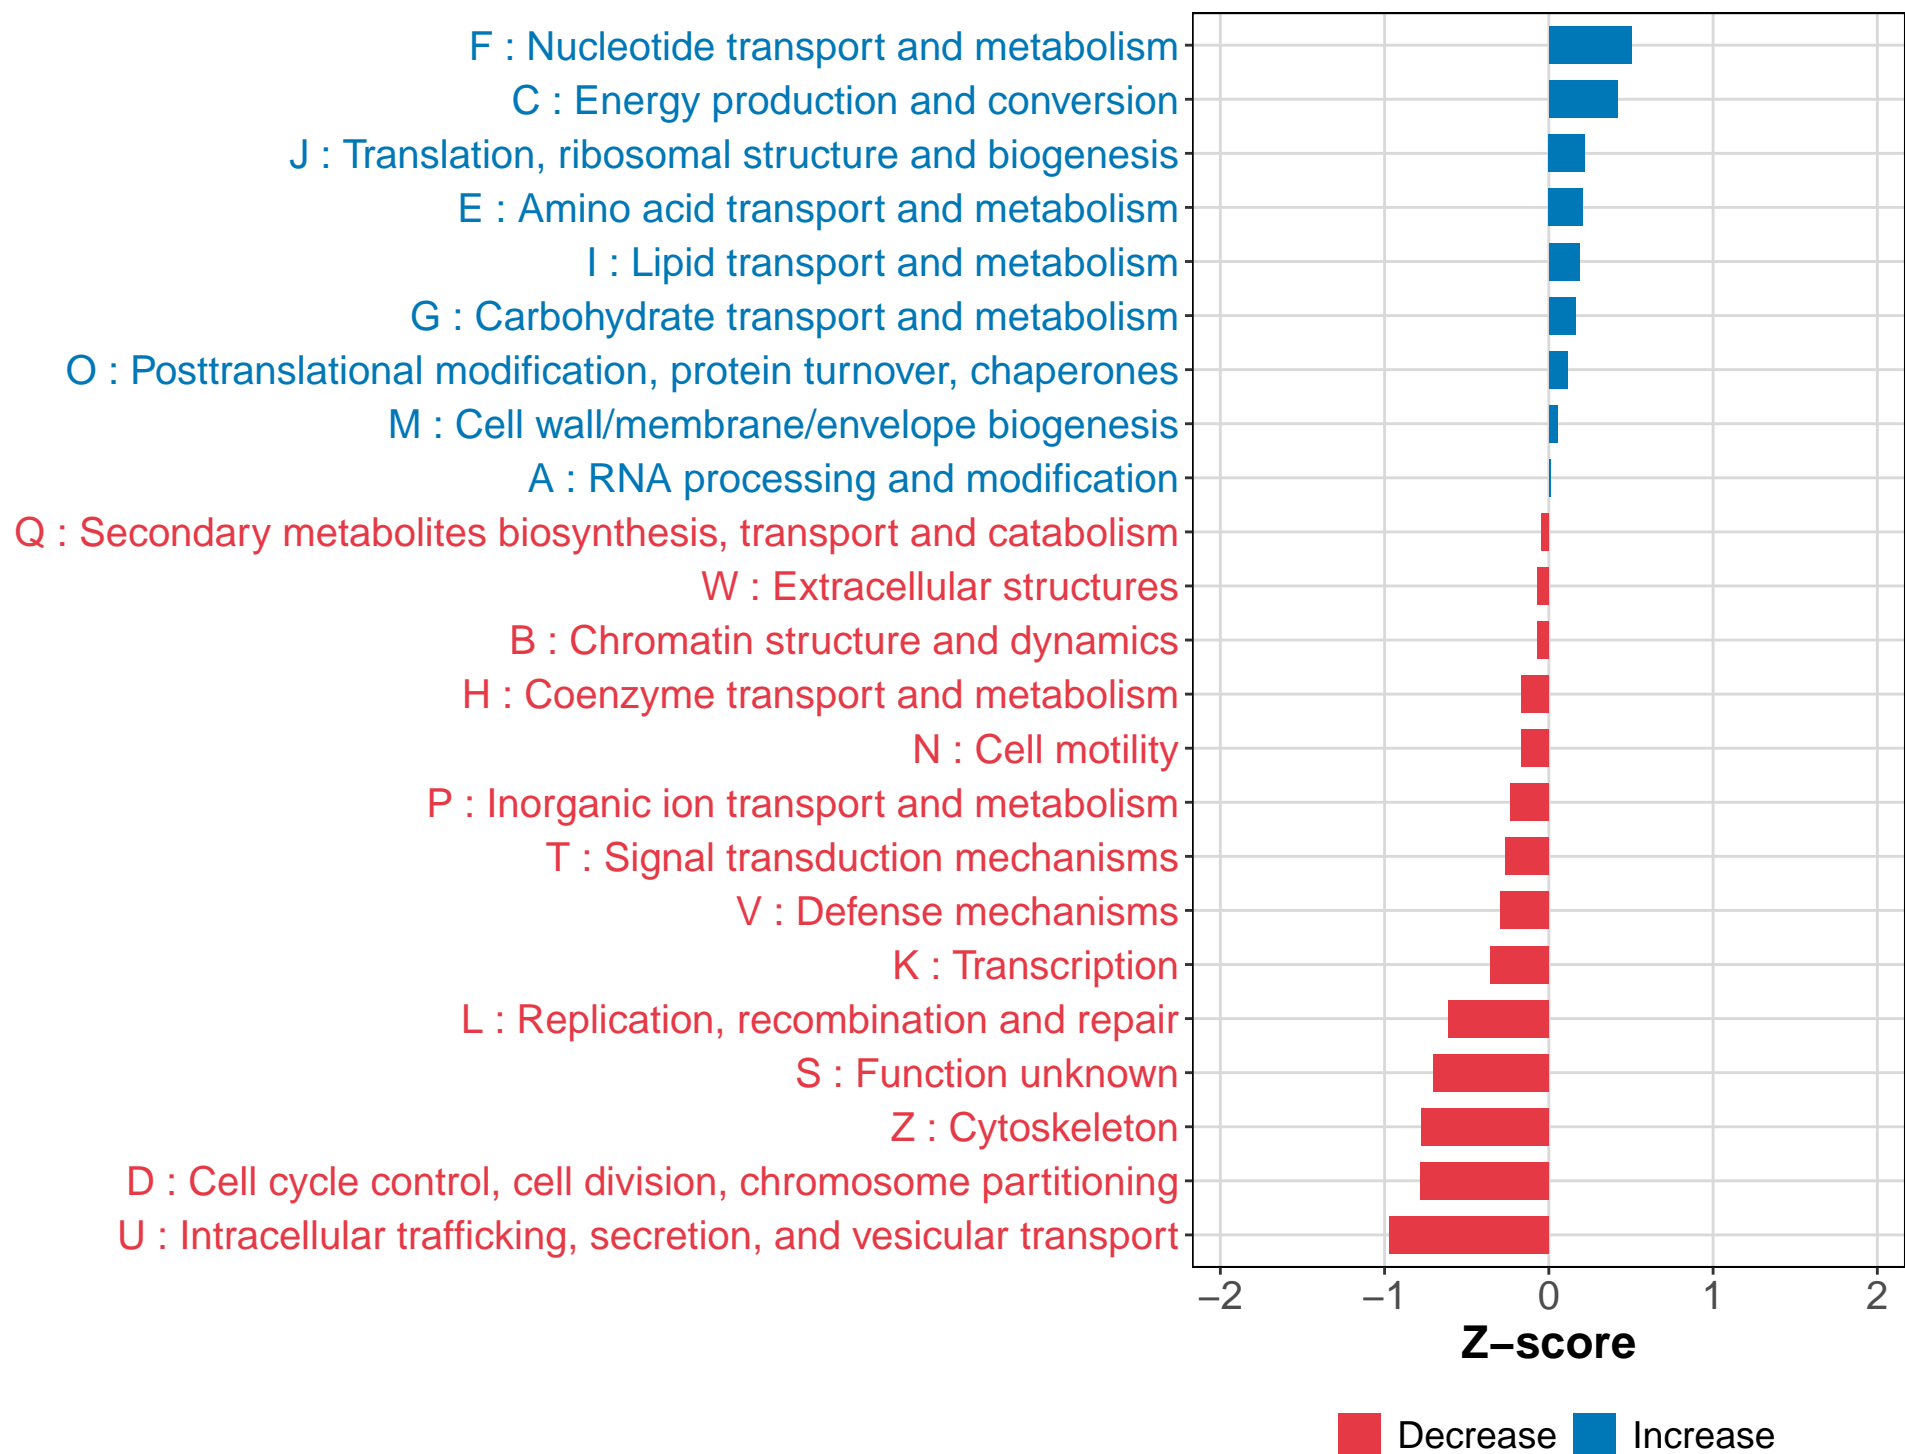 F : Nucleotide transport and metabolism
C : Energy production and conversion
J : Translation, ribosomal structure and biogenesis
E : Amino acid transport and metabolism
I : Lipid transport and metabolism
G : Carbohydrate transport and metabolism
O : Posttranslational modification, protein turnover, chaperones
M : Cell wall/membrane/envelope biogenesis
A : RNA processing and modification
Q : Secondary metabolites biosynthesis, transport and catabolism
W : Extracellular structures
B : Chromatin structure and dynamics
H : Coenzyme transport and metabolism
N : Cell motility
P : Inorganic ion transport and metabolism
T : Signal transduction mechanisms
V : Defense mechanisms
K : Transcription
L : Replication, recombination and repair
S : Function unknown
Z : Cytoskeleton
D : Cell cycle control, cell division, chromosome partitioning
U : Intracellular trafficking, secretion, and vesicular transport
−2 −1 0 1 2
Z−score
Decrease Increase